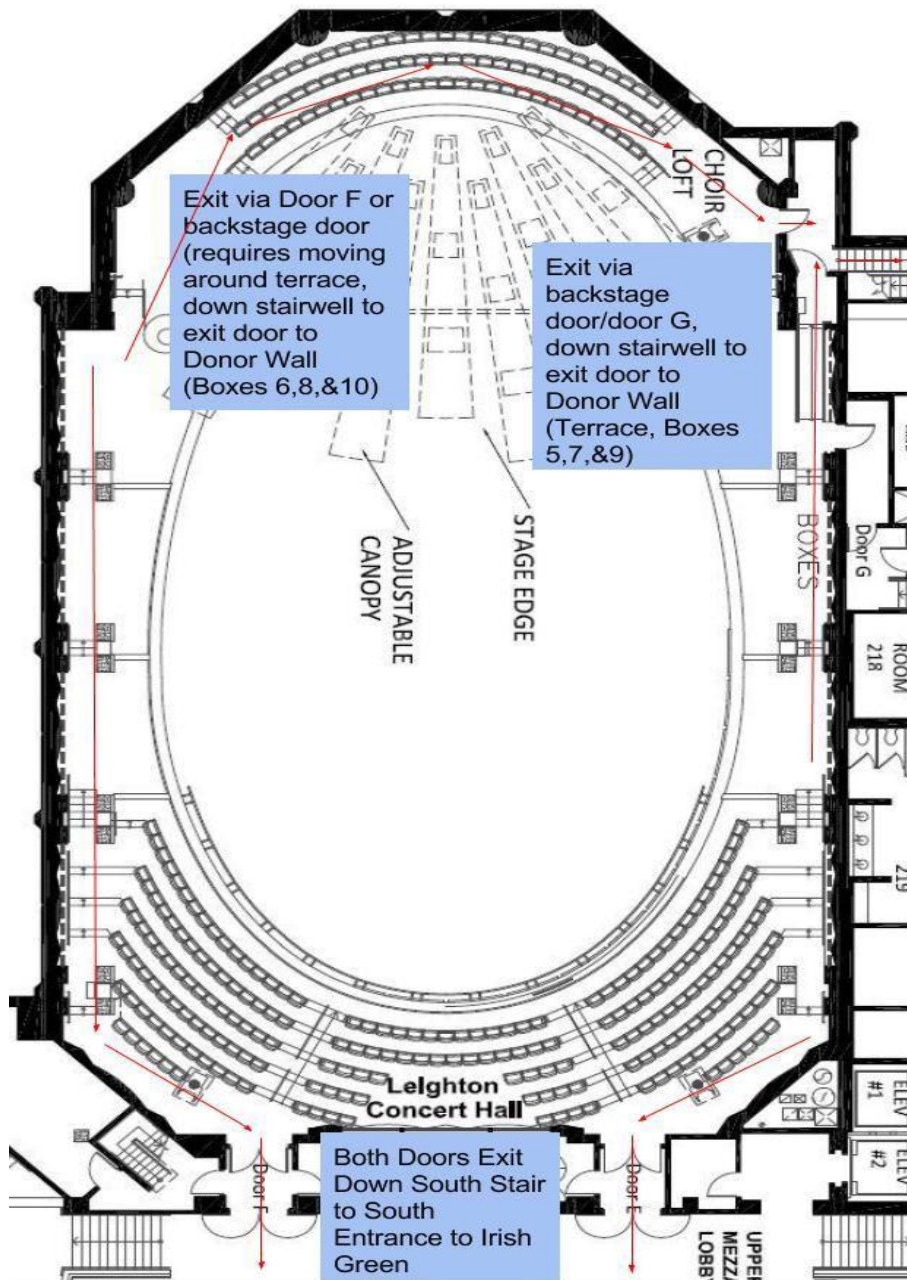 CHOIR
LOFT
Exit via Door F or
backstage door
(requires moving
around terrace,
down stairwell to
exit door to
Donor Wall
(Boxes 6,8,&10)
Exit via
backstage
door/door G,
down stairwell to
exit door to
Donor Wall
(Terrace, Boxes
5,7,&9)
BOXES
Door G
STAGE EDGE
ADJUSTABLE
CANOPY
ROOM
218
219
Leighton
Concert Hall
ELEV
#1
ELEV
#2
Door F
Both Doors Exit
Down South Stair
to South
Entrance to Irish
Green
Door E
UPPER
MEZZA
LOBB